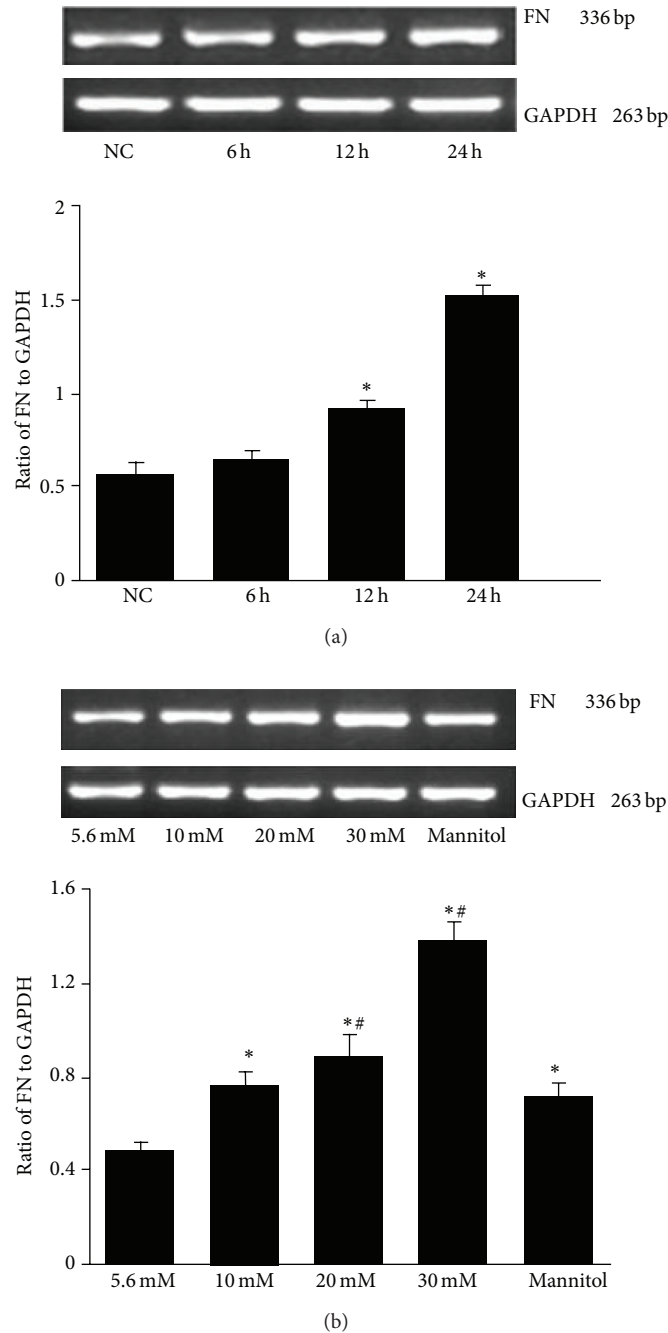 FN 336 bp
GAPDH 263 bp
NC 6 h 12 h 24 h
2
1.5
1
0.5
0
Ratio of FN to GAPDH
*
*
NC 6 h 12 h 24 h
(a)
FN 336 bp
GAPDH 263 bp
5.6 mM 10 mM 20 mM 30 mM Mannitol
1.6
1.2
0.8
0.4
0
Ratio of FN to GAPDH
*
*#
*#
*
5.6 mM 10 mM 20 mM 30 mM Mannitol
(b)